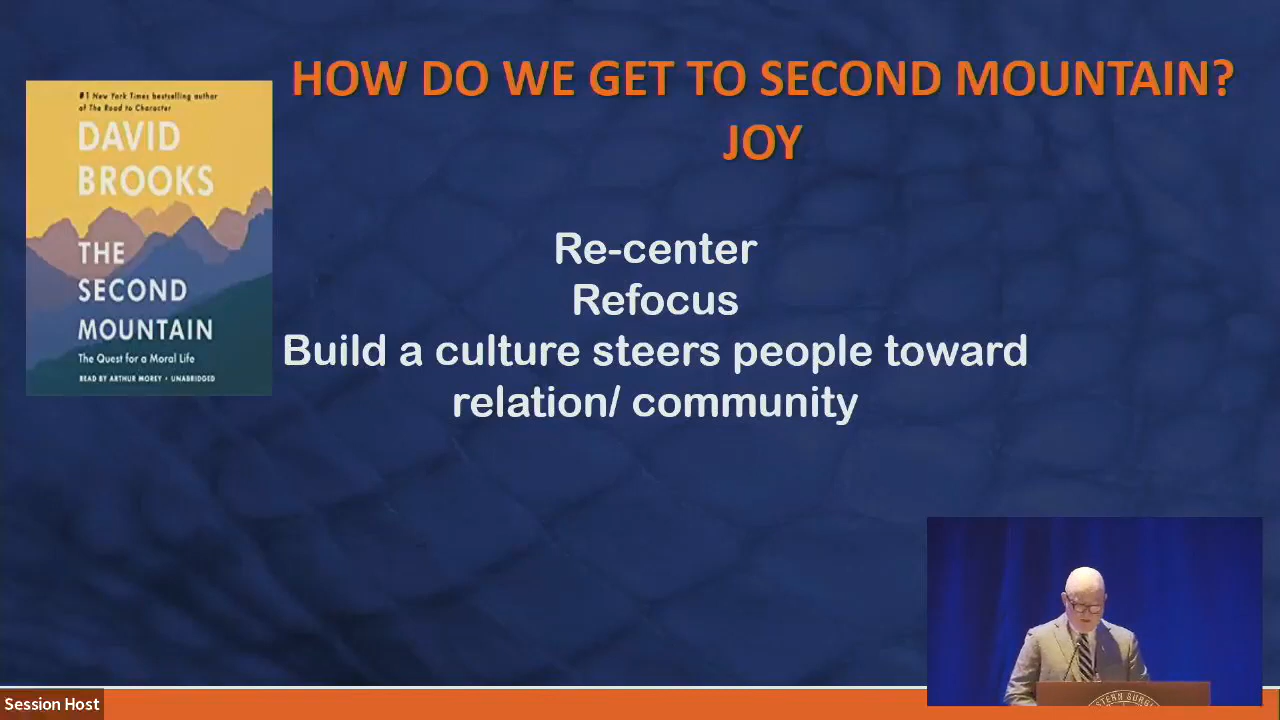 HOW DO WE GET TO SECOND MOUNTAIN?
JOY
#1 New York Times bestselling author
of The Road to Character
DAVID
BROOKS
THE
SECOND
MOUNTAIN
The Quest for a Moral Life
READ BY ARTHUR MOREY • UNABRIDGED
Re-center
Refocus
Build a culture steers people toward
relation/ community
Session Host